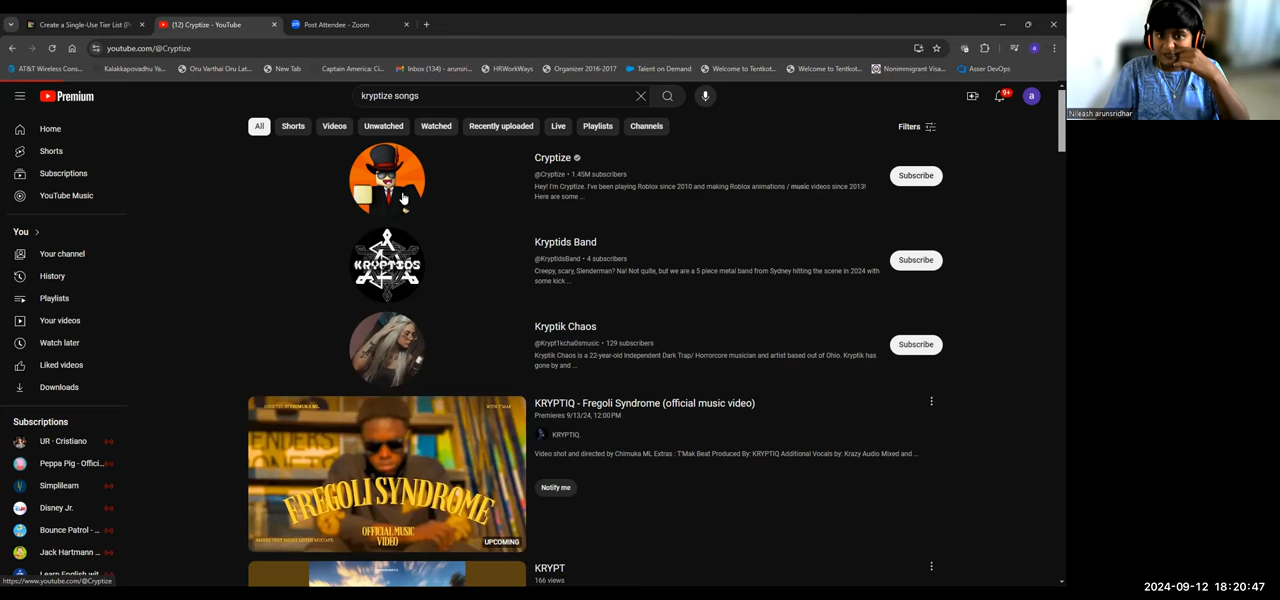 Create a Single-Use Tier List (P
(12) Cryptize - YouTube
Post Attendee - Zoom
youtube.com/@Cryptize
AT&T Wireless Cons...
Kalakkapovadhu Ya...
Oru Varthai Oru Lat...
New Tab
Captain America: Ci...
Inbox (134) - arunsri...
HRWorkWays
Organizer 2016-2017
Talent on Demand
Welcome to Tentkot...
Welcome to Tentkot...
Nonimmigrant Visa...
Asser DevOps
Premium
kryptize songs
9+
a
All
Shorts
Videos
Unwatched
Watched
Recently uploaded
Live
Playlists
Channels
Filters
Home
Shorts
Subscriptions
YouTube Music
You
Your channel
History
Playlists
Your videos
Watch later
Liked videos
Downloads
Subscriptions
UR · Cristiano
Peppa Pig - Offici...
Simplilearn
Disney Jr.
Bounce Patrol - ...
Jack Hartmann ...
Learn English wit
https://www.youtube.com/@Cryptize
Cryptize
@Cryptize • 1.45M subscribers
Hey! I'm Cryptize. I've been playing Roblox since 2010 and making Roblox animations / music videos since 2013!
Here are some ...
Subscribe
KRYPTIDS
Kryptids Band
@KryptidsBand • 4 subscribers
Creepy, scary, Slenderman? Na! Not quite, but we are a 5 piece metal band from Sydney hitting the scene in 2024 with
some kick ...
Subscribe
Kryptik Chaos
@Krypt1kcha0smusic • 129 subscribers
Kryptik Chaos is a 22-year-old Independent Dark Trap/ Horrorcore musician and artist based out of Ohio. Kryptik has
gone by and ...
Subscribe
FREGOLI SYNDROME
OFFICIAL MUSIC
VIDEO
UPCOMING
KRYPTIQ - Fregoli Syndrome (official music video)
Premieres 9/13/24, 12:00PM
KRYPTIQ.
Video shot and directed by Chimuka ML Extras : T'Mak Beat Produced By: KRYPTIQ Additional Vocals by: Krazy Audio Mixed and ...
Notify me
KRYPT
166 views
Nileash arunsridhar
2024-09-12 18:20:47